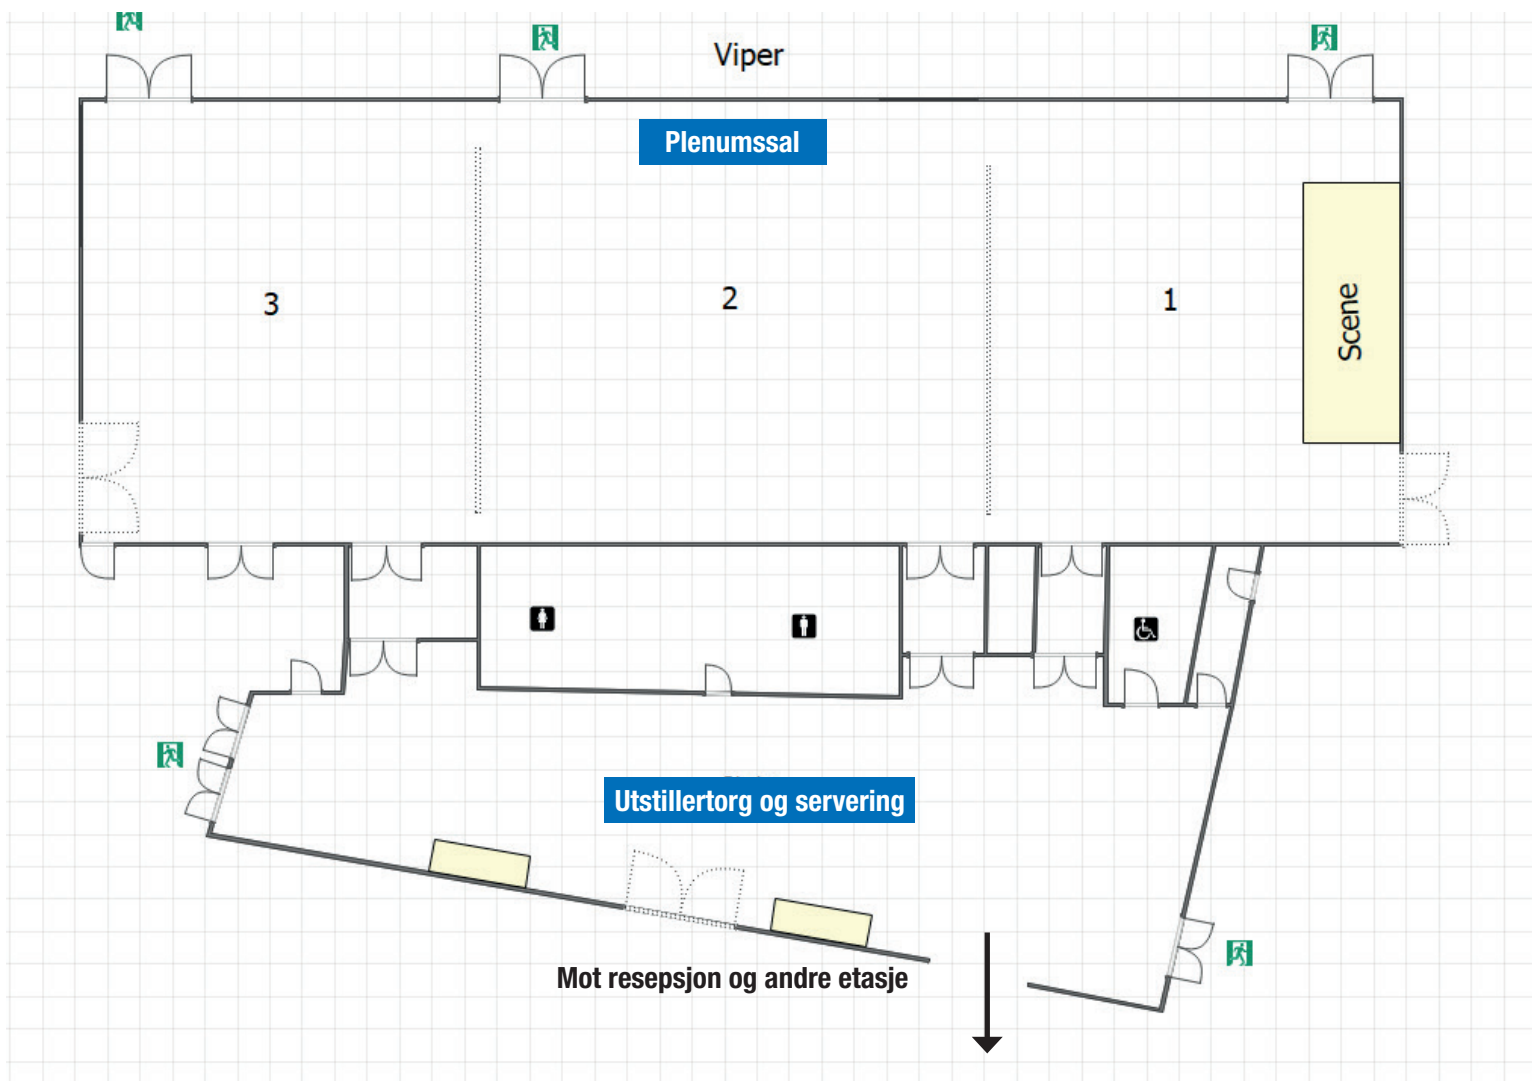 Viper
Plenumssal
3
2
1
Scene
Utstillertorg og servering
Mot resepsjon og andre etasje